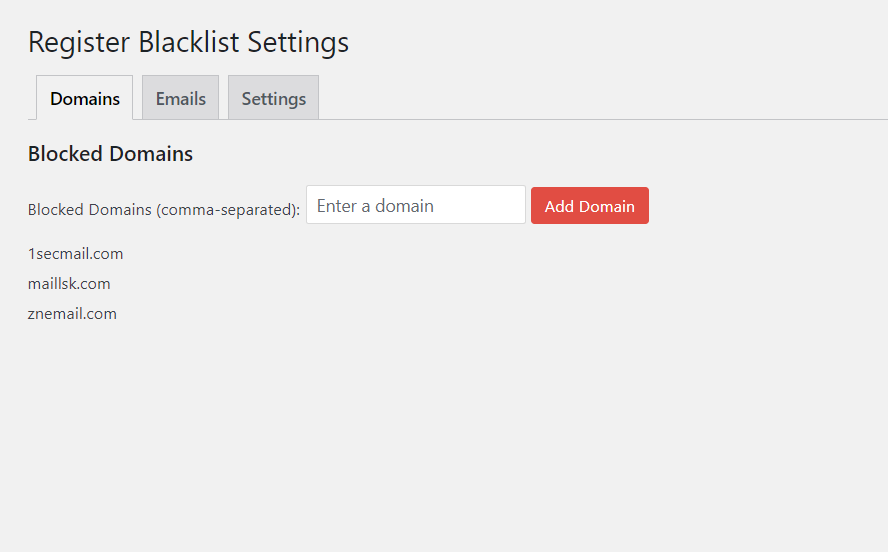 Register Blacklist Settings
Domains Emails Settings
Blocked Domains
Blocked Domains (comma-separated): Enter a domain Add Domain
1secmail.com
maillsk.com
znemail.com